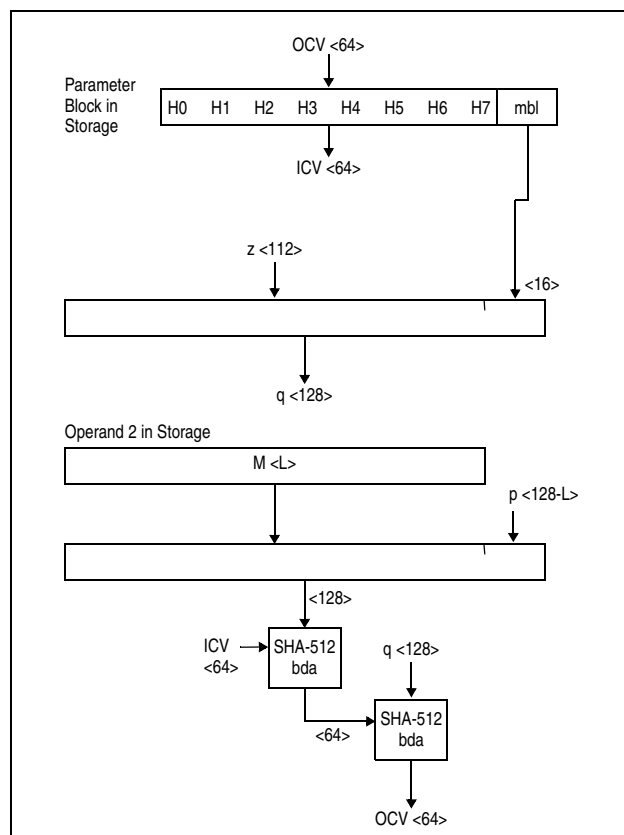 OCV <64>
Parameter
Block in
Storage
H0 H1 H2 H3 H4 H5 H6 H7 mbl
ICV <64>
z <112>
<16>
q <128>
Operand 2 in Storage
M <L>
p <128-L>
<128>
ICV
<64>
SHA-512
bda
q <128>
<64>
SHA-512
bda
OCV <64>